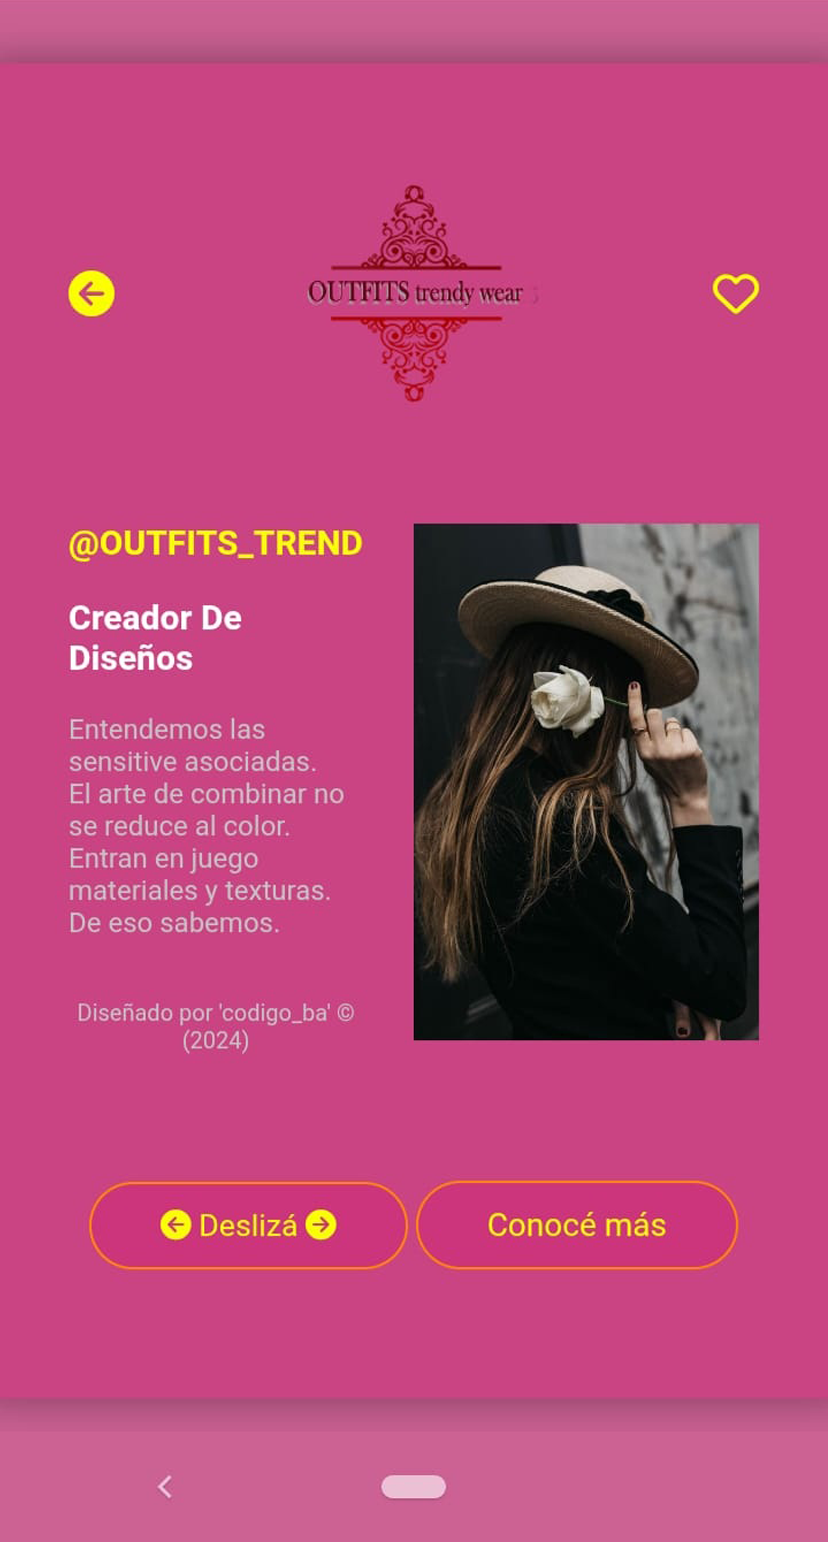 OUTFITS trendy wear
@OUTFITS_TREND
Creador De
Diseños
Entendemos las
sensitive asociadas.
El arte de combinar no
se reduce al color.
Entran en juego
materiales y texturas.
De eso sabemos.
Diseñado por 'codigo_ba' ©
(2024)
Deslizá
Conocé más